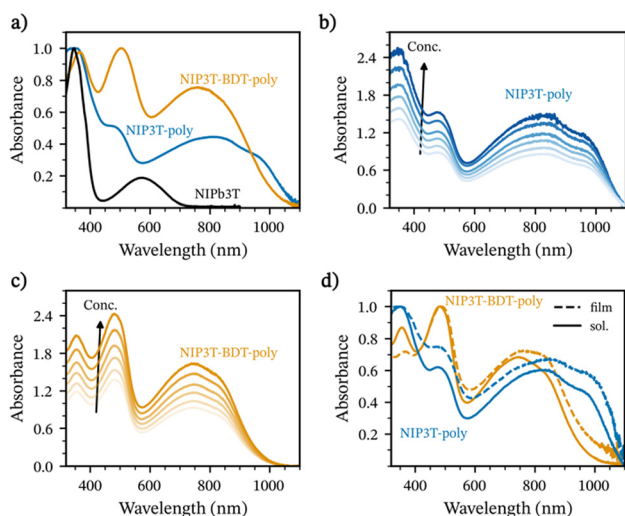 a)
1.0
0.8
0.6
0.4
0.2
Absorbance
NIP3T-BDT-poly
NIP3T-poly
NIPb3T
400 600 800 1000
Wavelength (nm)
b)
2.4
1.8
1.2
0.6
0.0
Absorbance
Conc.
NIP3T-poly
400 600 800 1000
Wavelength (nm)
c)
2.4
1.8
1.2
0.6
0.0
Absorbance
Conc.
NIP3T-BDT-poly
400 600 800 1000
Wavelength (nm)
d)
1.0
0.8
0.6
0.4
0.2
Absorbance
NIP3T-BDT-poly
film
sol.
NIP3T-poly
400 600 800 1000
Wavelength (nm)